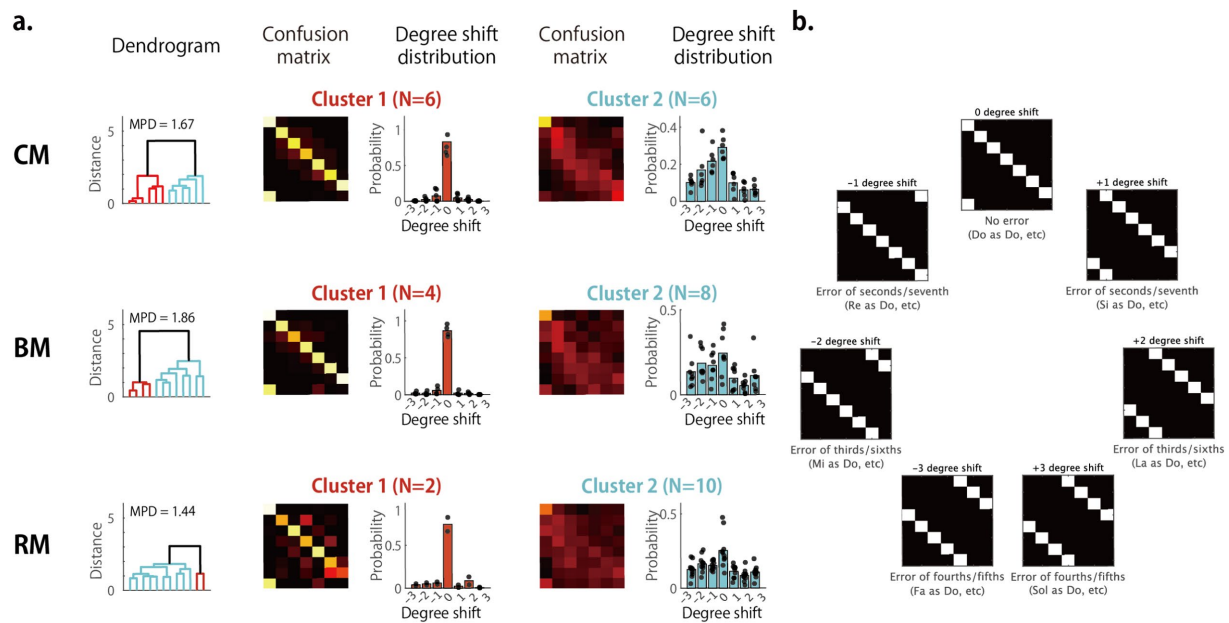 a.
Dendrogram
Confusion
matrix
Degree shift
distribution
Confusion
matrix
Degree shift
distribution
Cluster 1 (N=6)
Cluster 2 (N=6)
CM
MPD = 1.67
Distance
5
0
Probability
1
0.5
0
-3 -2 -1 0 1 2 3
Degree shift
Probability
0.4
0.2
0
-3 -2 -1 0 1 2 3
Degree shift
Cluster 1 (N=4)
Cluster 2 (N=8)
BM
MPD = 1.86
Distance
5
0
Probability
1
0.5
0
-3 -2 -1 0 1 2 3
Degree shift
Probability
0.5
0
-3 -2 -1 0 1 2 3
Degree shift
Cluster 1 (N=2)
Cluster 2 (N=10)
RM
MPD = 1.44
Distance
5
0
Probability
1
0.5
0
-3 -2 -1 0 1 2 3
Degree shift
Probability
0.5
0
-3 -2 -1 0 1 2 3
Degree shift
b.
0 degree shift
No error
(Do as Do, etc)
-1 degree shift
Error of seconds/seventh
(Re as Do, etc)
+1 degree shift
Error of seconds/seventh
(Si as Do, etc)
-2 degree shift
Error of thirds/sixths
(Mi as Do, etc)
+2 degree shift
Error of thirds/sixths
(La as Do, etc)
-3 degree shift
Error of fourths/fifths
(Fa as Do, etc)
+3 degree shift
Error of fourths/fifths
(Sol as Do, etc)